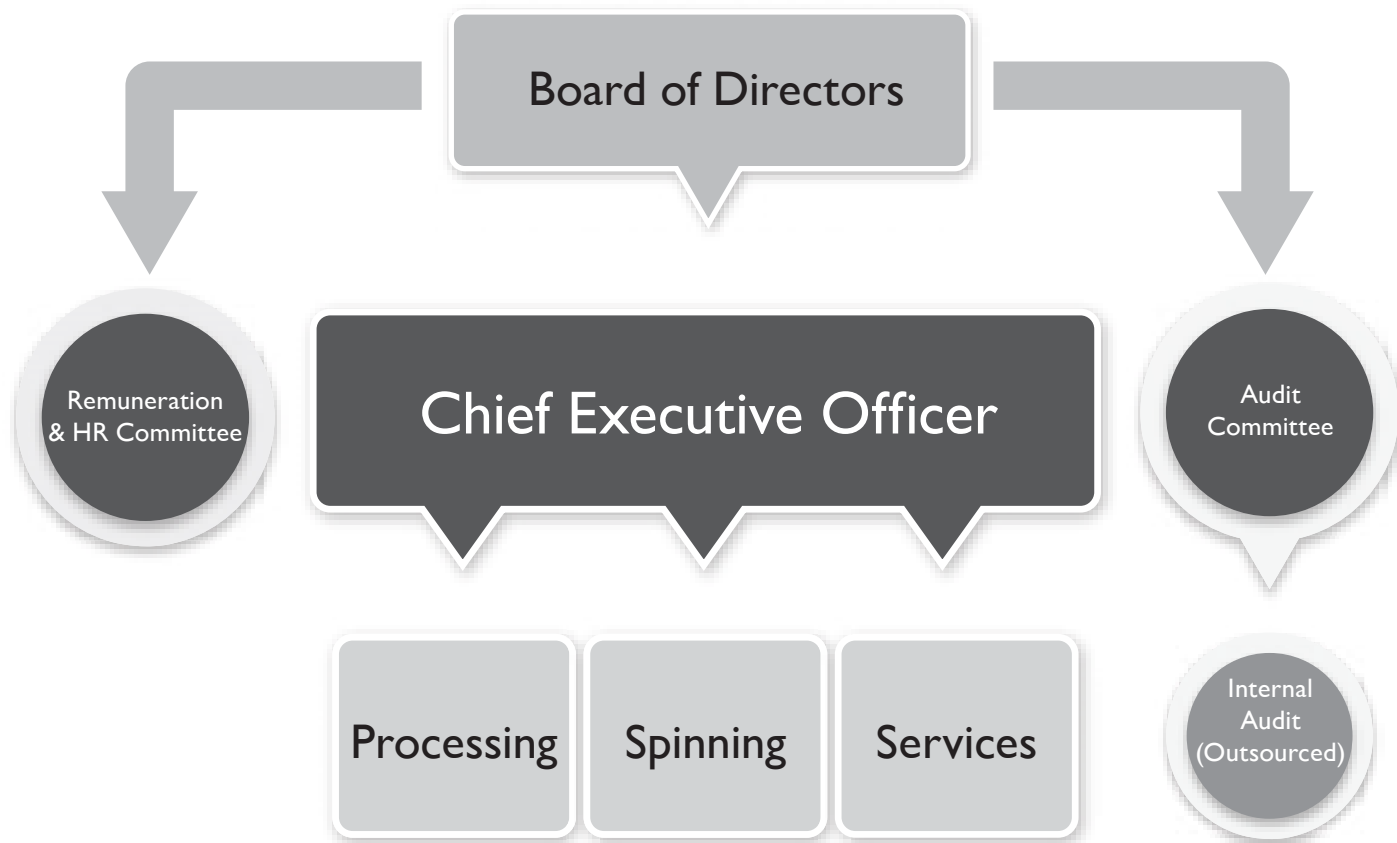 Board of Directors
Remuneration
& HR Committee
Chief Executive Officer
Audit
Committee
Processing
Spinning
Services
Internal
Audit
(Outsourced)